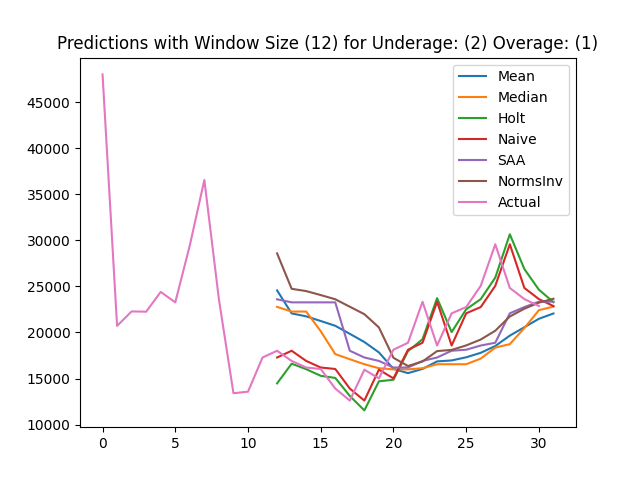 Predictions with Window Size (12) for Underage: (2) Overage: (1)
Mean
Median
Holt
Naive
SAA
NormsInv
Actual
45000
40000
35000
30000
25000
20000
15000
10000
0 5 10 15 20 25 30